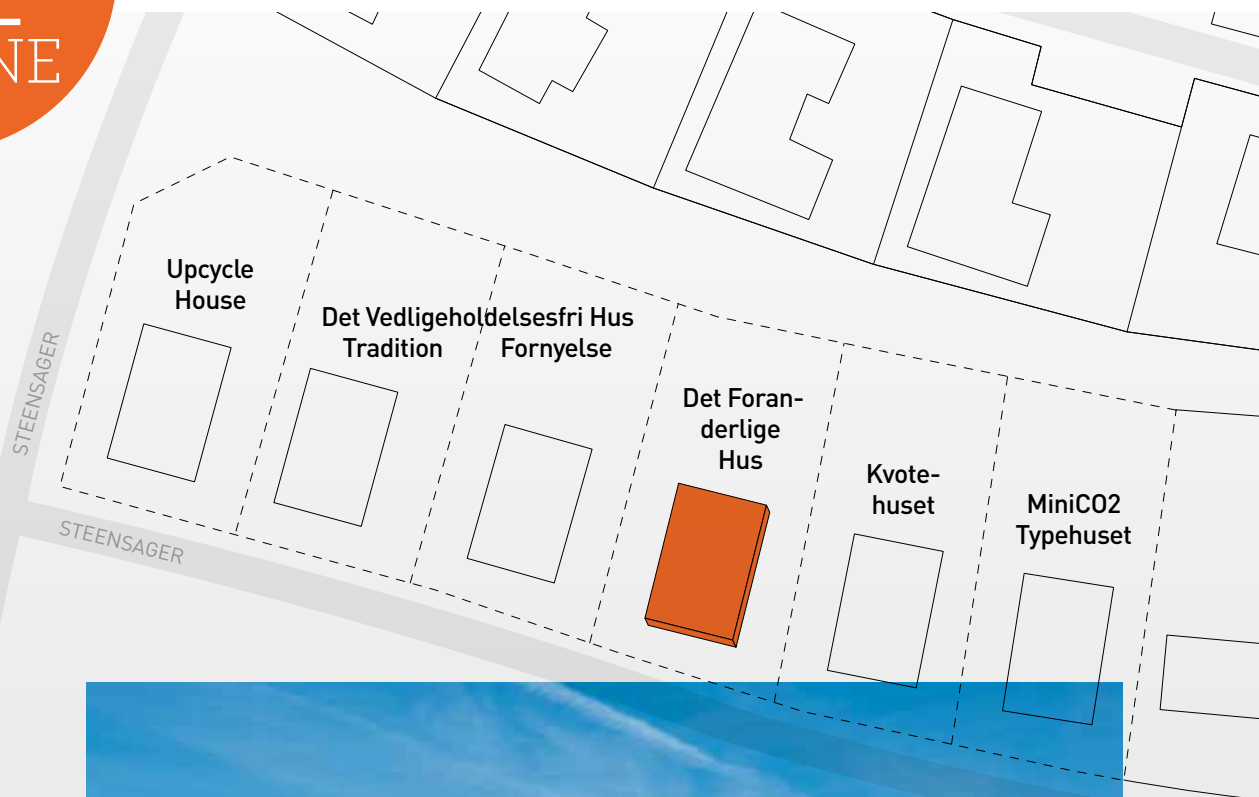 NE
Upcycle
House
Det Vedligeholdelsesfri Hus
Tradition Fornyelse
Det Foran-
derlige
Hus
Kvote-
huset
MiniCO2
Typehuset
STEENSAGER
STEENSAGER